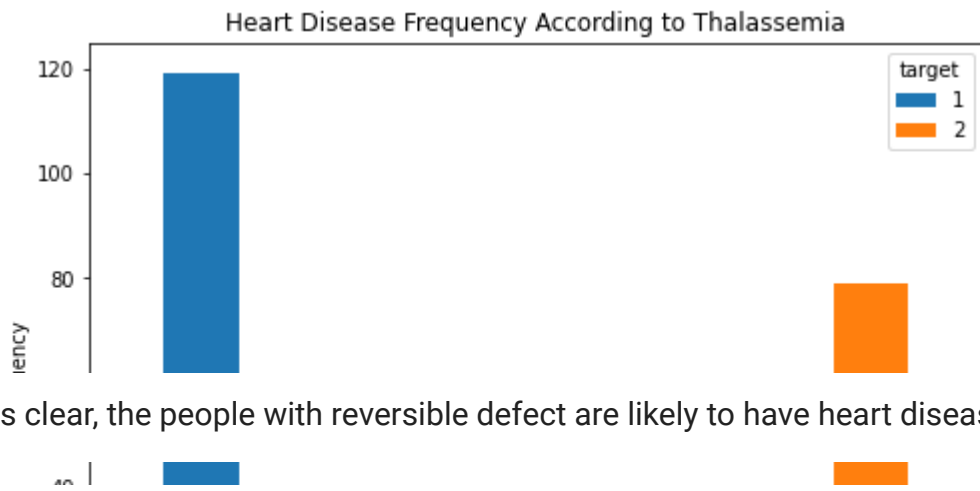 Heart Disease Frequency According to Thalassemia
120
target
1
2
100
80
s clear, the people with reversible defect are likely to have heart